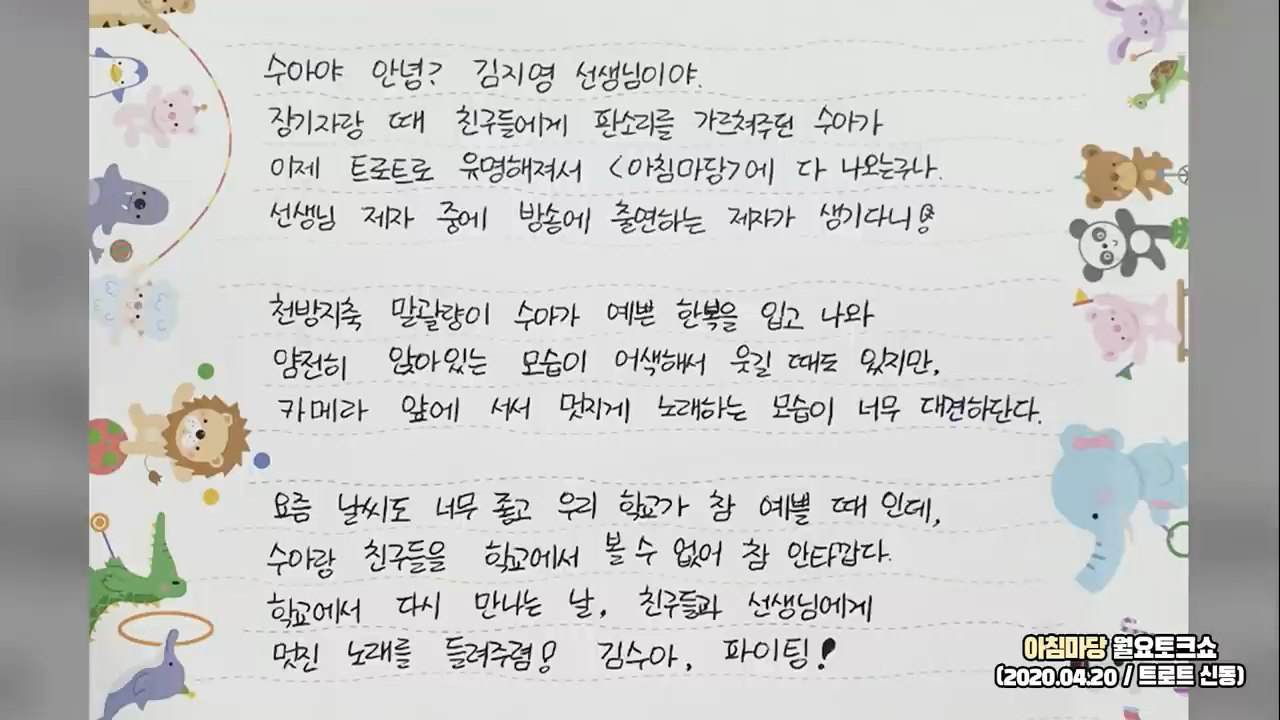 수아야 안녕? 김지영 선생님이야.
장기자랑 때 친구들에게 판소리를 가르쳐주던 수아가
이제 트로트로 유명해져서 <아침마당>에 다 나오는구나.
선생님 제자 중에 방송에 출연하는 제자가 생기다니!
천방지축 말괄량이 수아가 예쁜 한복을 입고 나와
얌전히 앉아있는 모습이 어색해서 웃길 때도 있지만,
카메라 앞에 서서 멋지게 노래하는 모습이 너무 대견하단다.
요즘 날씨도 너무 좋고 우리 학교가 참 예쁠 때 인데,
수아랑 친구들을 학교에서 볼 수 없어 참 안타깝다.
학교에서 다시 만나는 날, 친구들과 선생님에게
멋진 노래를 들려주렴! 김수아, 파이팅!
아침마당 월요토크쇼
(2020.04.20 / 트로트 신동)